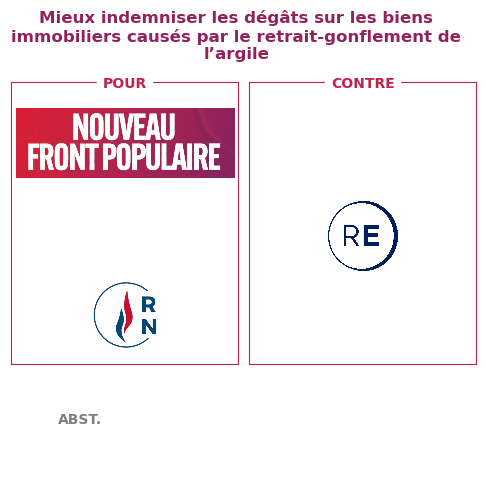 Mieux indemniser les dégâts sur les biens
immobiliers causés par le retrait-gonflement de
l’argile
POUR
CONTRE
NOUVEAU
FRONT POPULAIRE
RE
R
N
ABST.